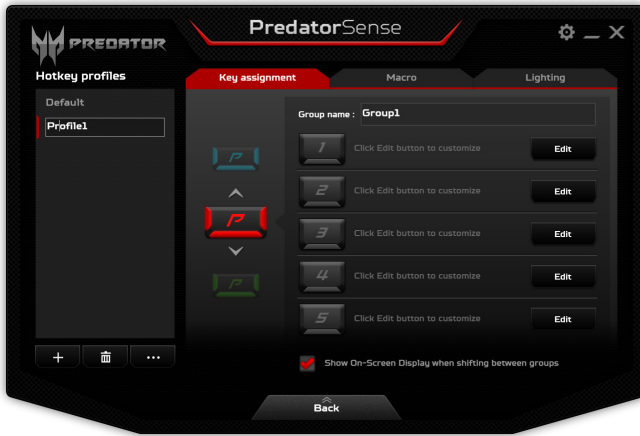 PREDATOR
PredatorSense
Hotkey profiles
Default
Profile1
Key assignment
Macro
Lighting
Group name : Group1
1 Click Edit button to customize Edit
2 Click Edit button to customize Edit
3 Click Edit button to customize Edit
4 Click Edit button to customize Edit
5 Click Edit button to customize Edit
P
P
P
Show On-Screen Display when shifting between groups
Back